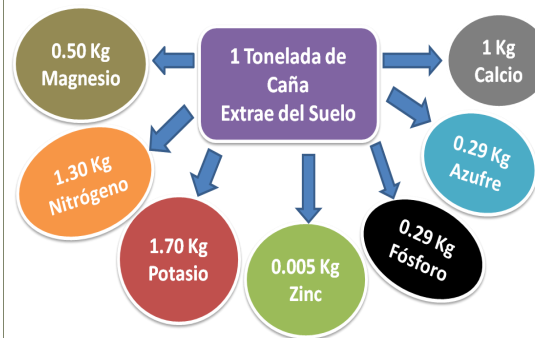 1 Tonelada de
Caña
Extrae del Suelo
0.50 Kg
Magnesio
1 Kg
Calcio
1.30 Kg
Nitrógeno
0.29 Kg
Azufre
1.70 Kg
Potasio
0.005 Kg
Zinc
0.29 Kg
Fósforo